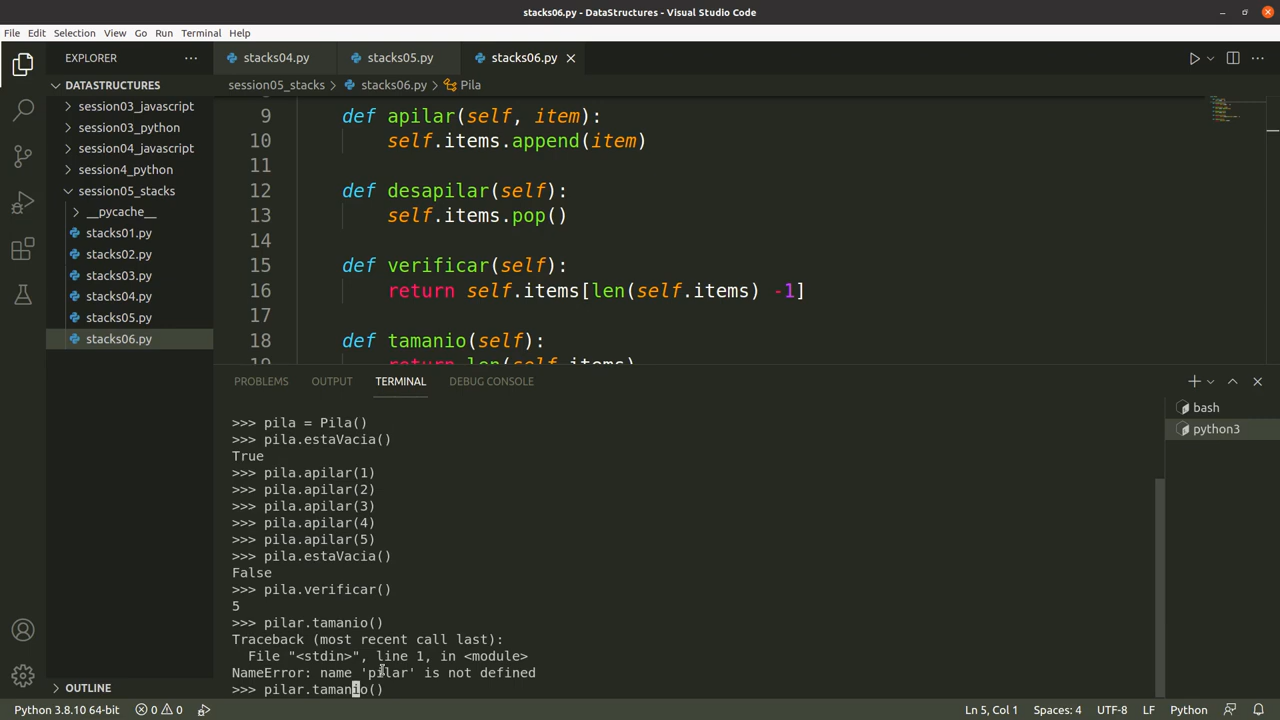 stacks06.py - DataStructures - Visual Studio Code
File Edit Selection View Go Run Terminal Help
EXPLORER
stacks04.py
stacks05.py
stacks06.py
DATASTRUCTURES
session05_stacks > stacks06.py > Pila
session03_javascript
session03_python
session04_javascript
session4_python
session05_stacks
__pycache__
stacks01.py
stacks02.py
stacks03.py
stacks04.py
stacks05.py
stacks06.py
9 def apilar(self, item):
10 self.items.append(item)
11
12 def desapilar(self):
13 self.items.pop()
14
15 def verificar(self):
16 return self.items[len(self.items) -1]
17
18 def tamanio(self):
19 return len(self.items)
PROBLEMS OUTPUT TERMINAL DEBUG CONSOLE
bash
python3
>>> pila = Pila()
>>> pila.estaVacia()
True
>>> pila.apilar(1)
>>> pila.apilar(2)
>>> pila.apilar(3)
>>> pila.apilar(4)
>>> pila.apilar(5)
>>> pila.estaVacia()
False
>>> pila.verificar()
5
>>> pilar.tamanio()
Traceback (most recent call last):
File "<stdin>", line 1, in <module>
NameError: name 'pilar' is not defined
>>> pilar.tamanio()
OUTLINE
Python 3.8.10 64-bit 0 0 Ln 5, Col 1 Spaces: 4 UTF-8 LF Python